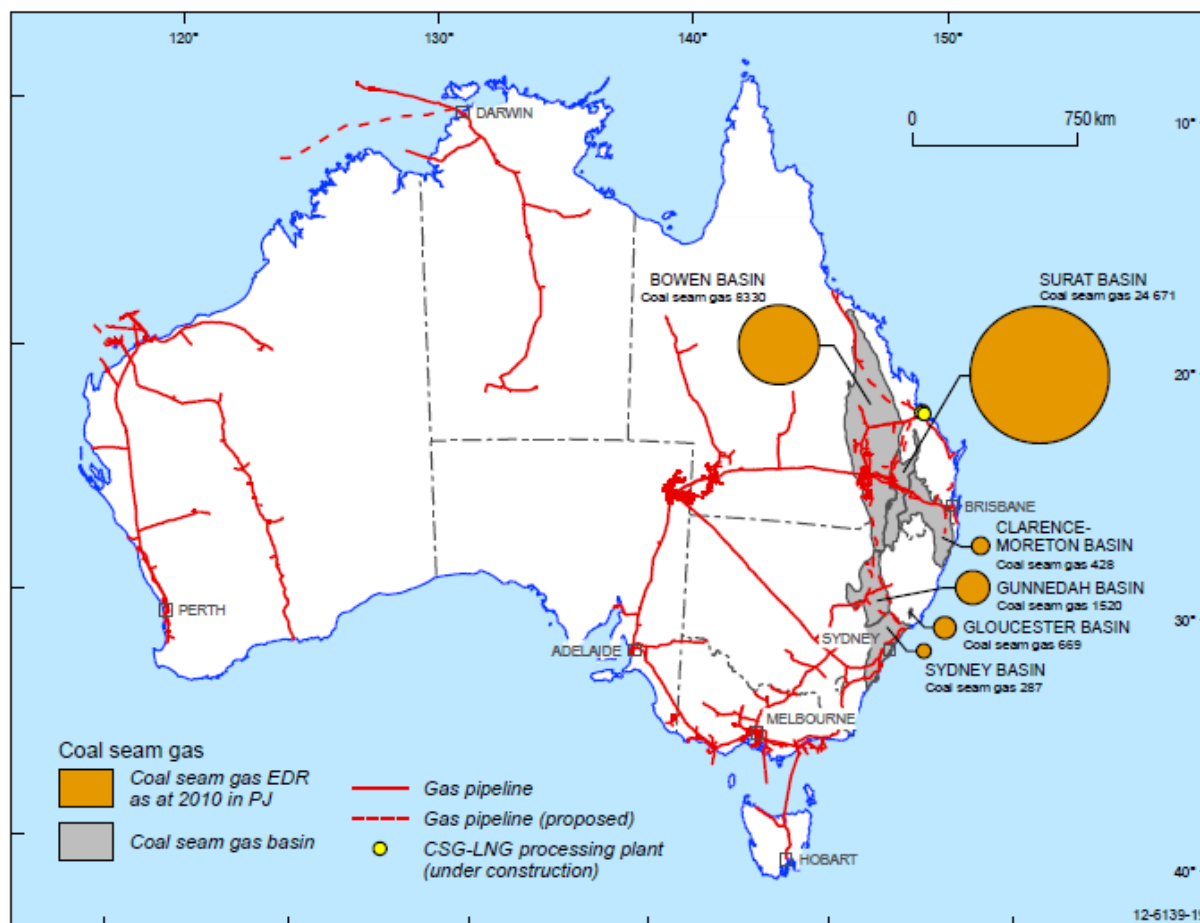 120°
130°
140°
150°
DARWIN
10°
0
750 km
BOWEN BASIN
Coal seam gas 8330
SURAT BASIN
Coal seam gas 24 671
20°
BRISBANE
CLARENCE-
MORETON BASIN
Coal seam gas 428
GUNNEDAH BASIN
Coal seam gas 1520
PERTH
GLOUCESTER BASIN
Coal seam gas 669
30°
SYDNEY
ADELAIDE
SYDNEY BASIN
Coal seam gas 287
MELBOURNE
Coal seam gas
Coal seam gas EDR
as at 2010 in PJ
Coal seam gas basin
Gas pipeline
Gas pipeline (proposed)
CSG-LNG processing plant
(under construction)
HOBART
40°